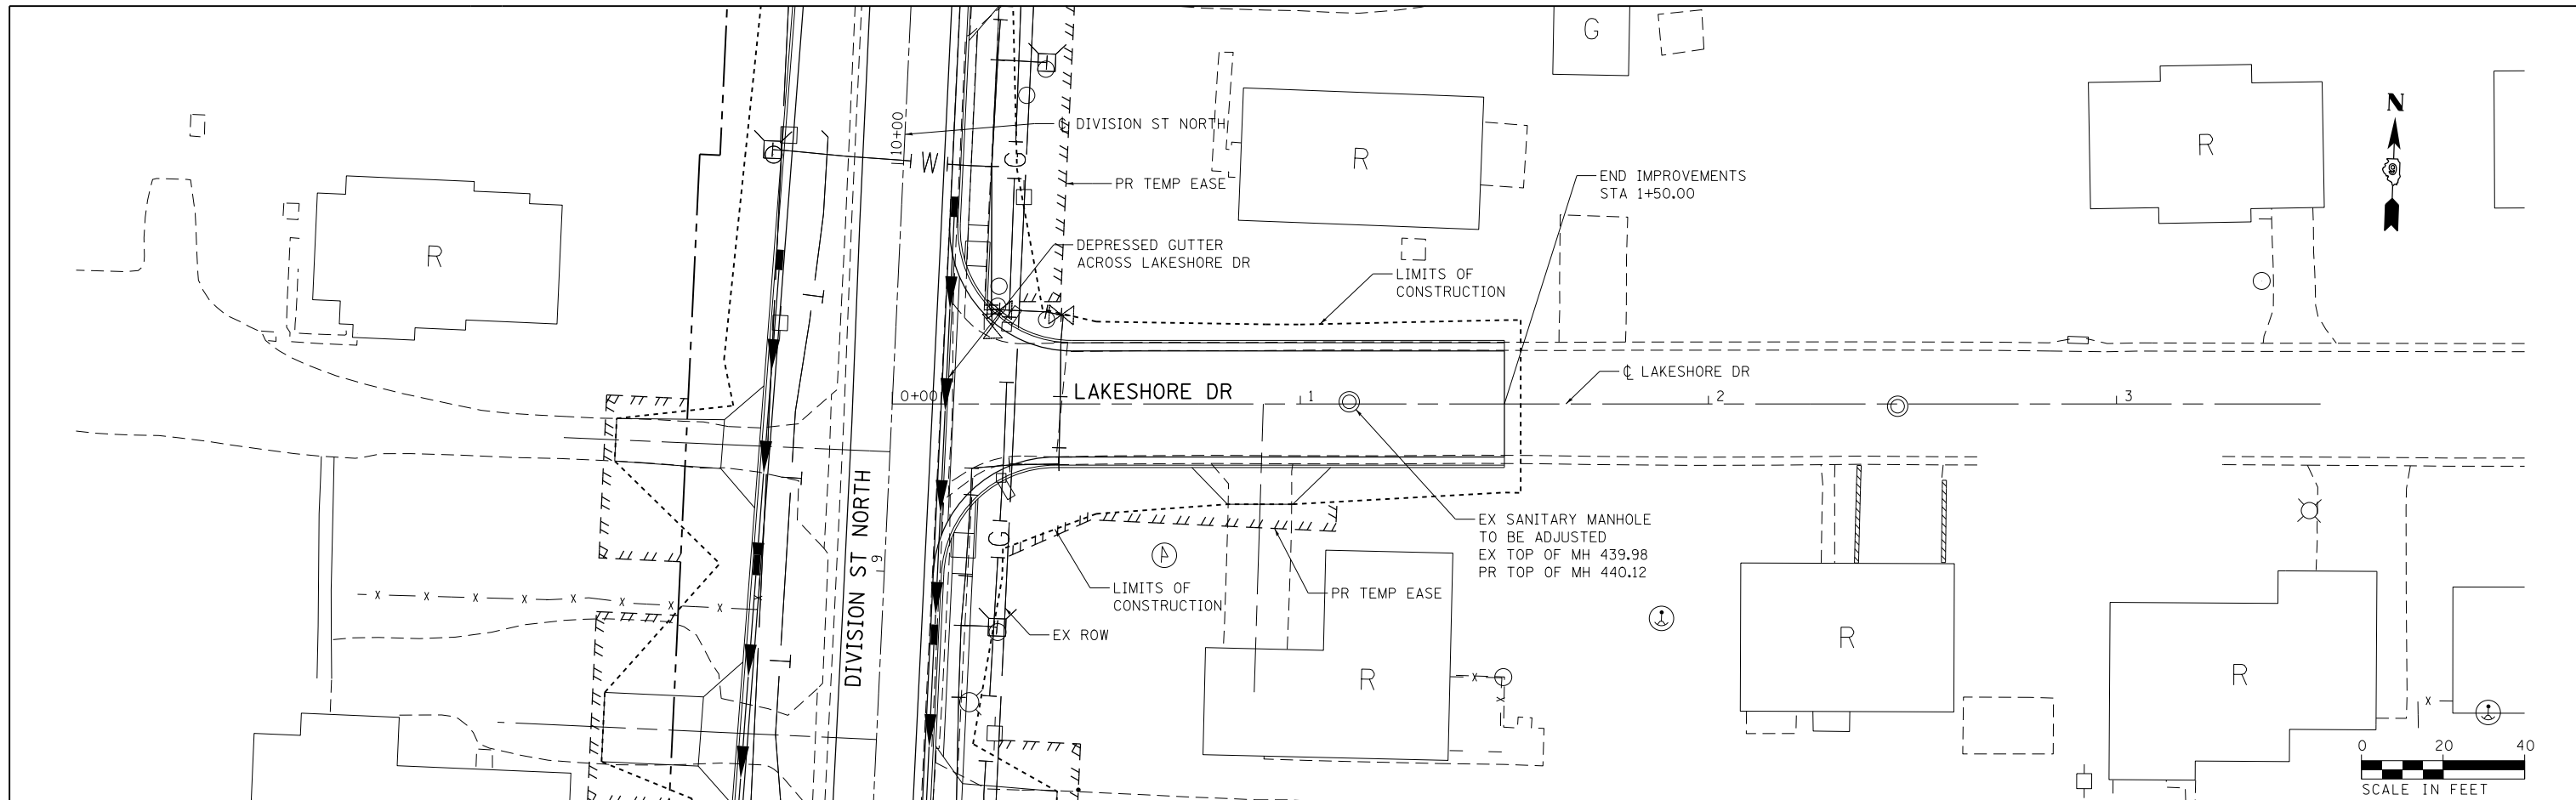 G
N
10+00
℄ DIVISION ST NORTH
W
G
R
R
R
PR TEMP EASE
END IMPROVEMENTS
STA 1+50.00
DEPRESSED GUTTER
ACROSS LAKESHORE DR
LIMITS OF
CONSTRUCTION
℄ LAKESHORE DR
0+00
LAKESHORE DR
1
2
3
DIVISION ST NORTH
9
G
EX SANITARY MANHOLE
TO BE ADJUSTED
EX TOP OF MH 439.98
PR TOP OF MH 440.12
LIMITS OF
CONSTRUCTION
PR TEMP EASE
EX ROW
R
R
R
0 20 40
SCALE IN FEET